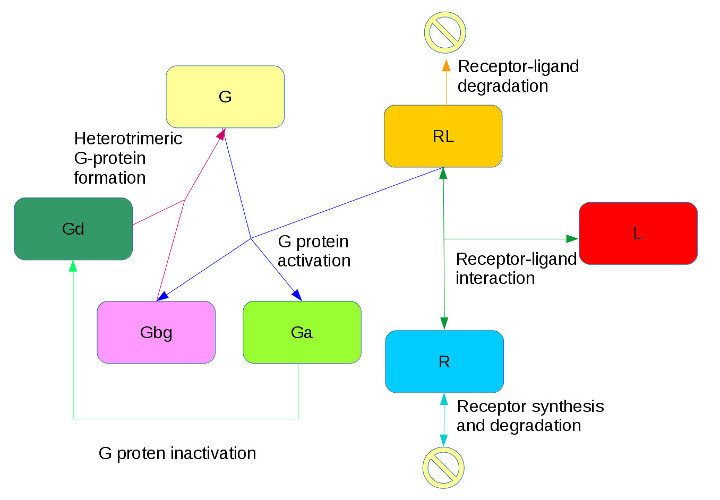 Receptor-ligand
degradation
G
RL
Heterotrimeric
G-protein
formation
Gd
L
G protein
activation
Receptor-ligand
interaction
Gbg
Ga
R
Receptor synthesis
and degradation
G proten inactivation